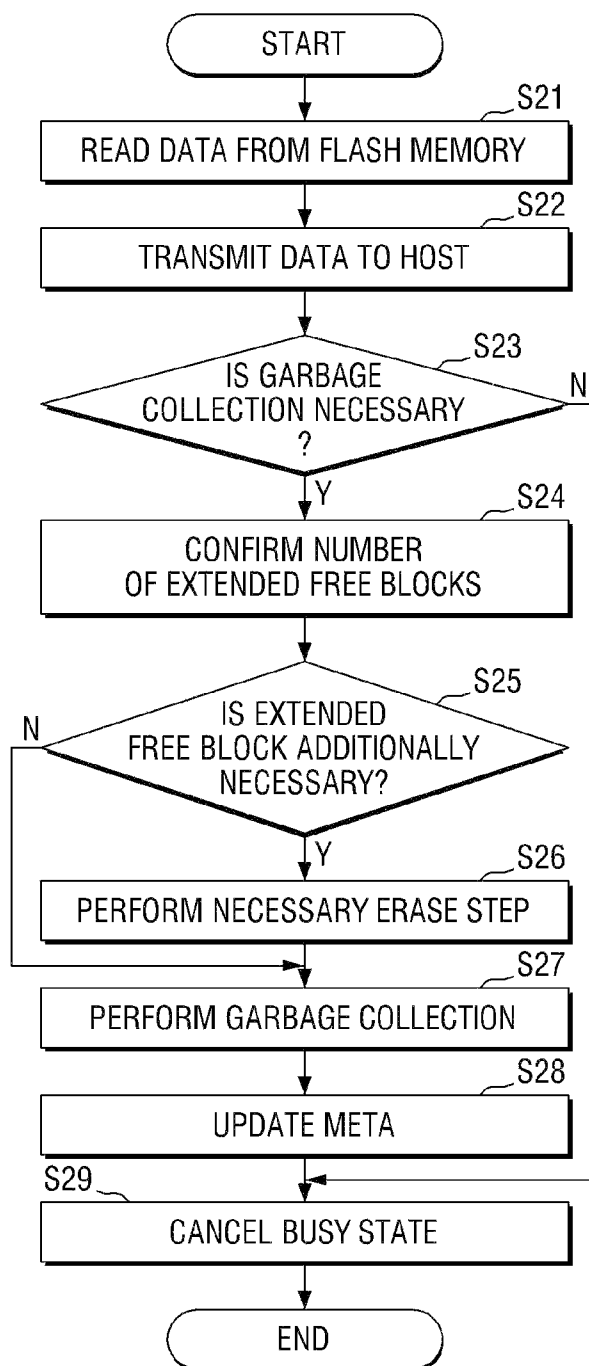 START
S21
READ DATA FROM FLASH MEMORY
S22
TRANSMIT DATA TO HOST
S23
IS GARBAGE
COLLECTION NECESSARY
?
N
Y
S24
CONFIRM NUMBER
OF EXTENDED FREE BLOCKS
S25
N
IS EXTENDED
FREE BLOCK ADDITIONALLY
NECESSARY?
Y
S26
PERFORM NECESSARY ERASE STEP
S27
PERFORM GARBAGE COLLECTION
S28
UPDATE META
S29
CANCEL BUSY STATE
END